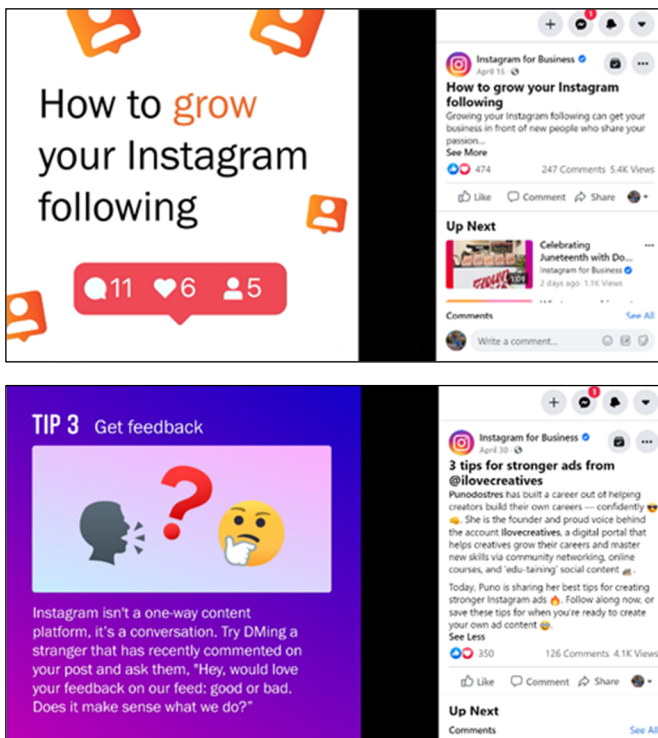 How to grow
your Instagram
following
11 6 5
1
Instagram for Business
April 15 ·
How to grow your Instagram
following
Growing your Instagram following can get your
business in front of new people who share your
passion...
See More
474 247 Comments 5.4K Views
Like Comment Share
Up Next
Celebrating
Juneteenth with Do...
Instagram for Business
2 days ago · 1.1K Views
1:01
Comments See All
Write a comment...
TIP 3 Get feedback
Instagram isn't a one-way content
platform, it's a conversation. Try DMing a
stranger that has recently commented on
your post and ask them, "Hey, would love
your feedback on our feed: good or bad.
Does it make sense what we do?"
1
Instagram for Business
April 30 ·
3 tips for stronger ads from
@ilovecreatives
Punodostres has built a career out of helping
creators build their own careers — confidently 😎
. She is the founder and proud voice behind
the account Ilovecreatives, a digital portal that
helps creatives grow their careers and master
new skills via community networking, online
courses, and 'edu-taining' social content .
Today, Puno is sharing her best tips for creating
stronger Instagram ads 🔥. Follow along now, or
save these tips for when you're ready to create
your own ad content .
See Less
350 126 Comments 4.1K Views
Like Comment Share
Up Next
Comments See All